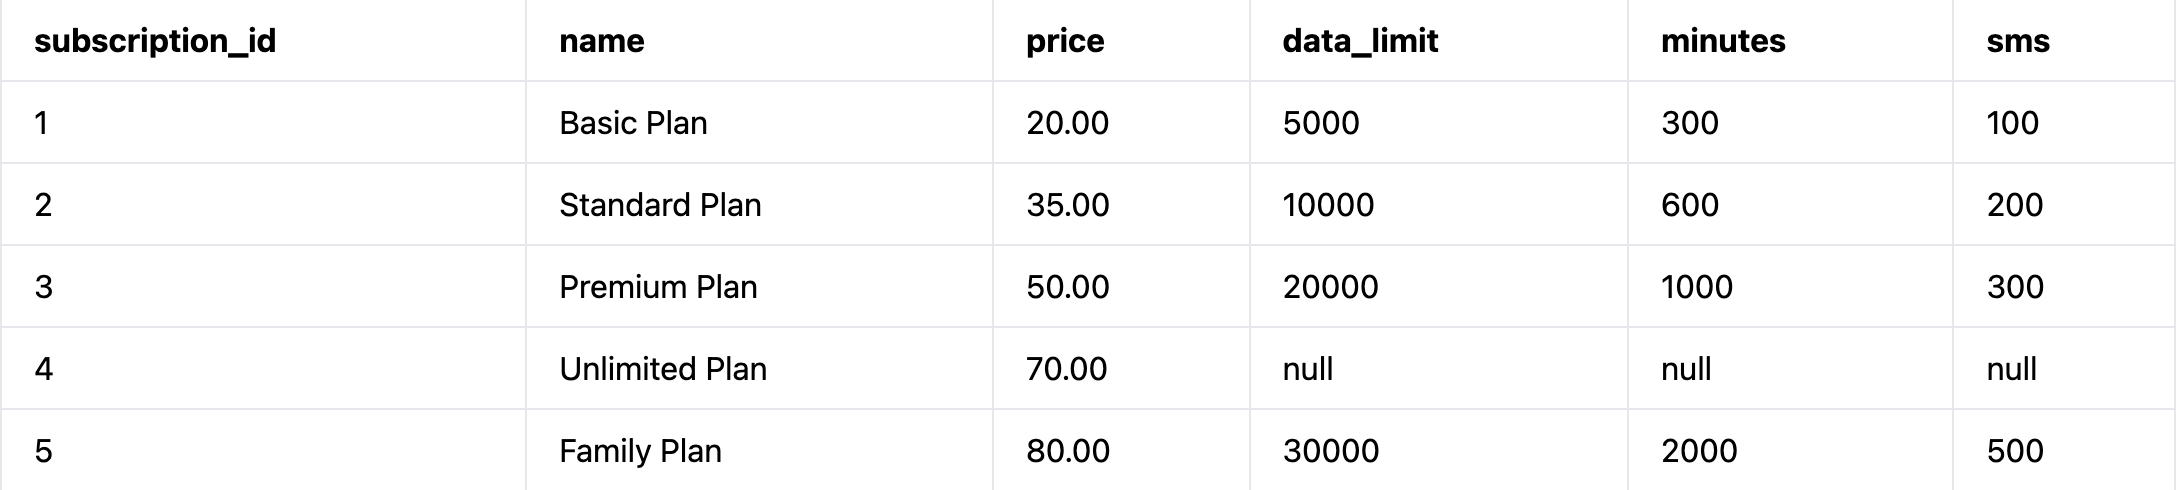 subscription_id name price data_limit minutes sms
1 Basic Plan 20.00 5000 300 100
2 Standard Plan 35.00 10000 600 200
3 Premium Plan 50.00 20000 1000 300
4 Unlimited Plan 70.00 null null null
5 Family Plan 80.00 30000 2000 500